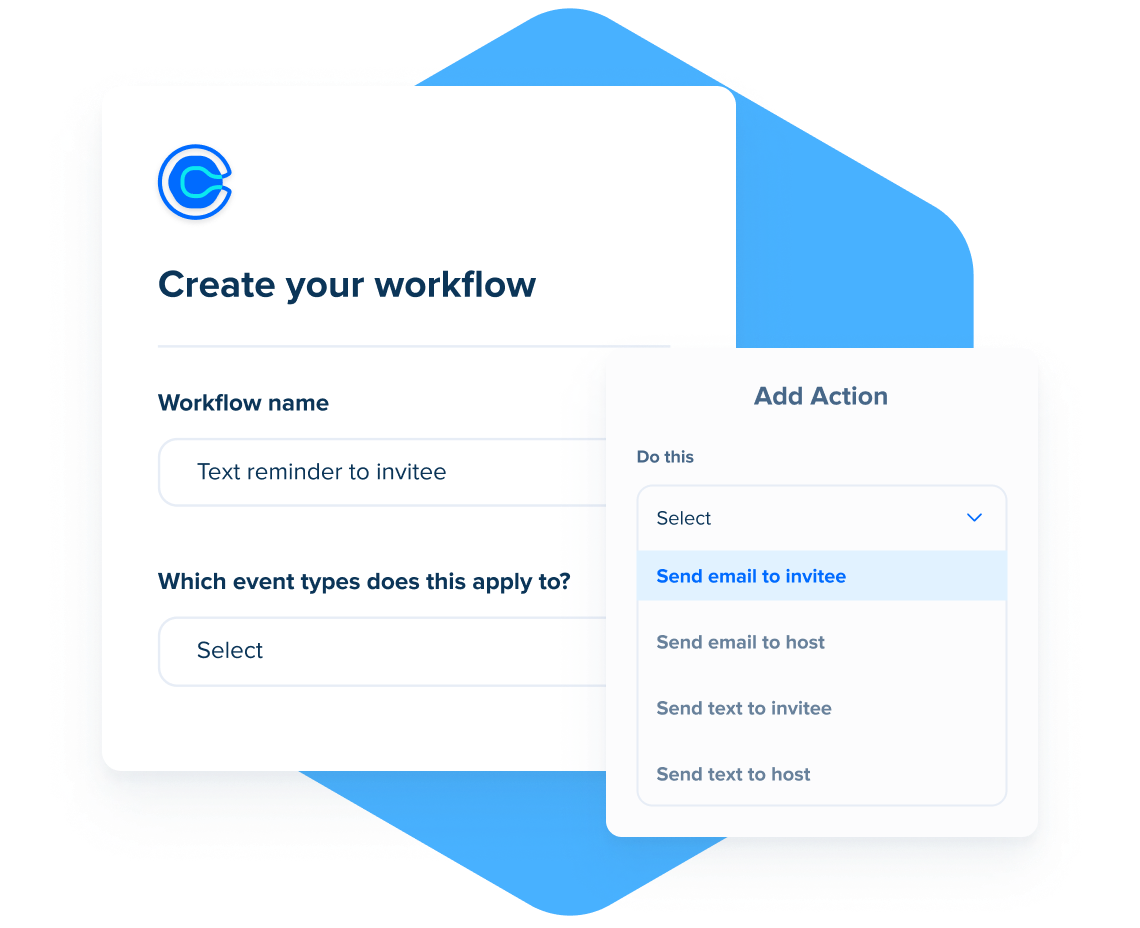 Create your workflow
Workflow name
Text reminder to invitee
Which event types does this apply to?
Select
Add Action
Do this
Select
Send email to invitee
Send email to host
Send text to invitee
Send text to host